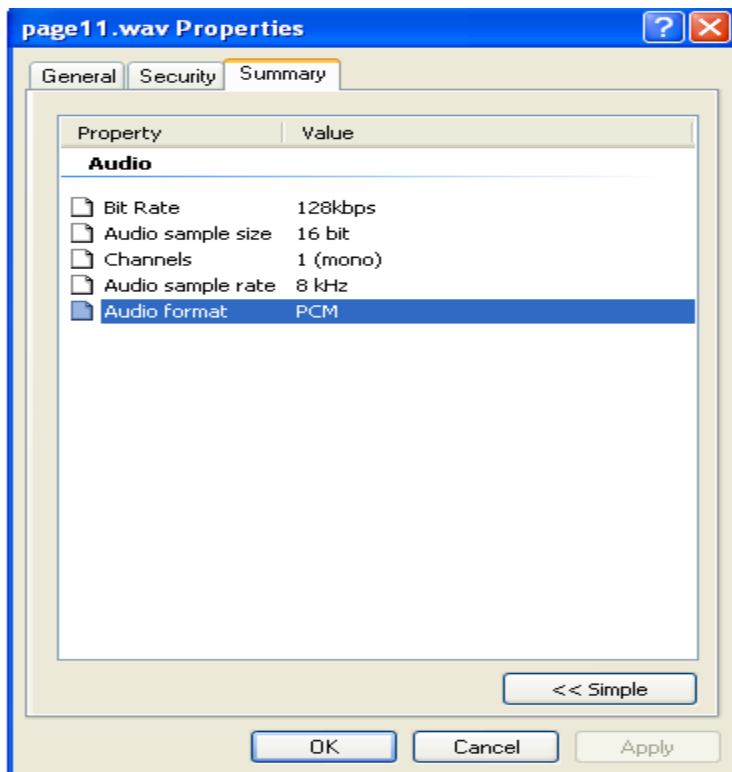 page11.wav Properties
General Security Summary
Property Value
Audio
Bit Rate 128kbps
Audio sample size 16 bit
Channels 1 (mono)
Audio sample rate 8 kHz
Audio format PCM
<< Simple
OK Cancel Apply